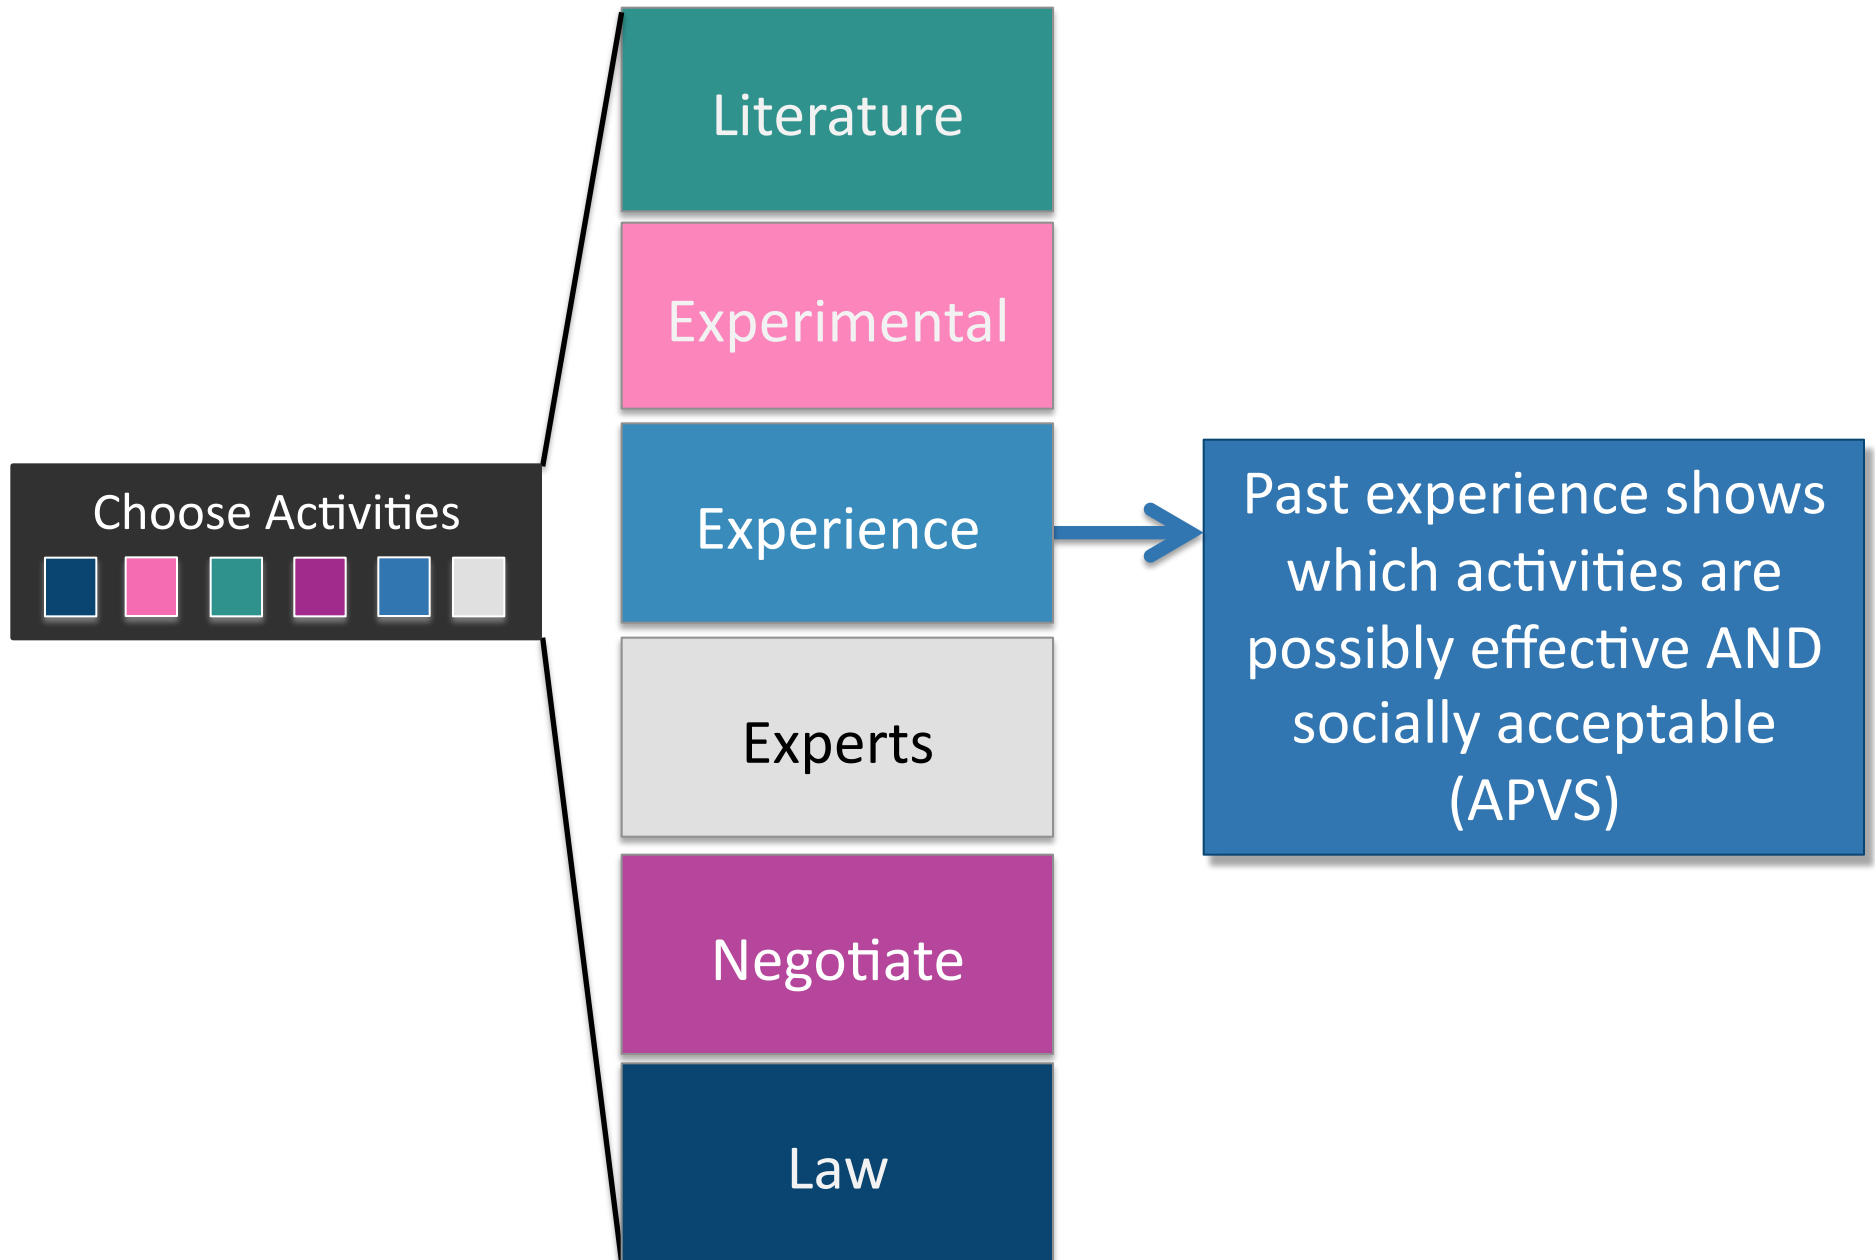 Literature
Experimental
Choose Activities
Experience
Past experience shows
which activities are
possibly effective AND
socially acceptable
(APVS)
Experts
Negotiate
Law